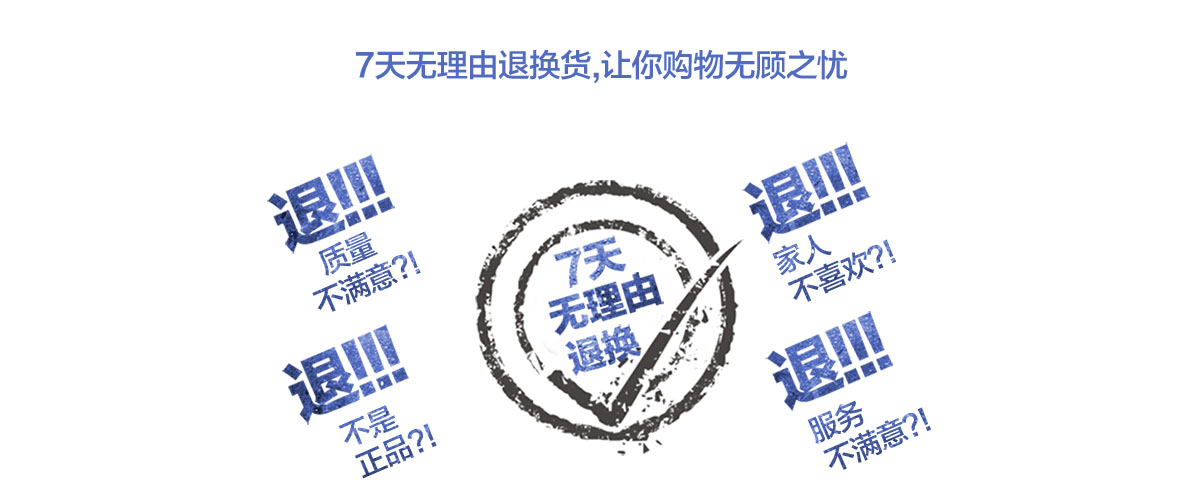 7天无理由退换货,让你购物无顾之忧
退!!!
质量
不满意?!
退!!!
不是
正品?!
7天
无理由
退换
退!!!
家人
不喜欢?!
退!!!
服务
不满意?!